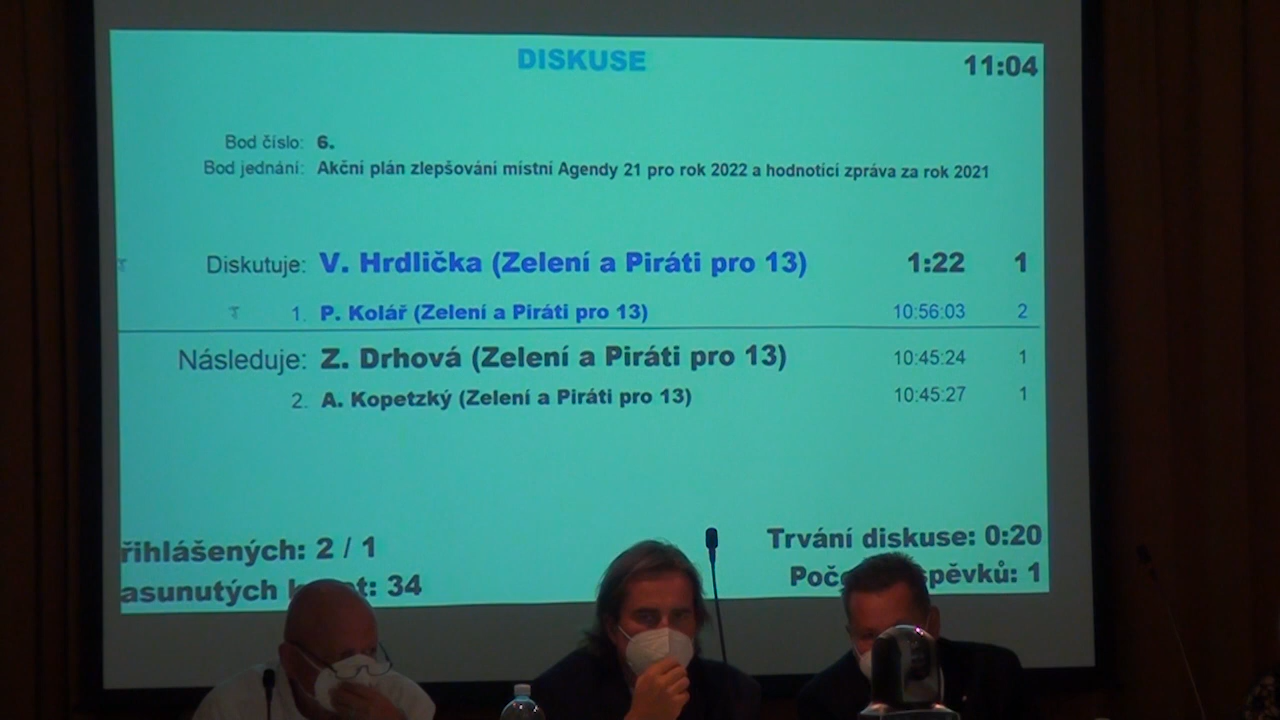 DISKUSE
11:04
Bod číslo: 6.
Bod jednání: Akční plán zlepšování místní Agendy 21 pro rok 2022 a hodnotící zpráva za rok 2021
Diskutuje: V. Hrdlička (Zelení a Piráti pro 13) 1:22 1
1. P. Kolář (Zelení a Piráti pro 13) 10:56:03 2
Následuje: Z. Drhová (Zelení a Piráti pro 13) 10:45:24 1
2. A. Kopetzký (Zelení a Piráti pro 13) 10:45:27 1
řihlášených: 2 / 1
Trvání diskuse: 0:20
asunutých t: 34
Poč spěvků: 1